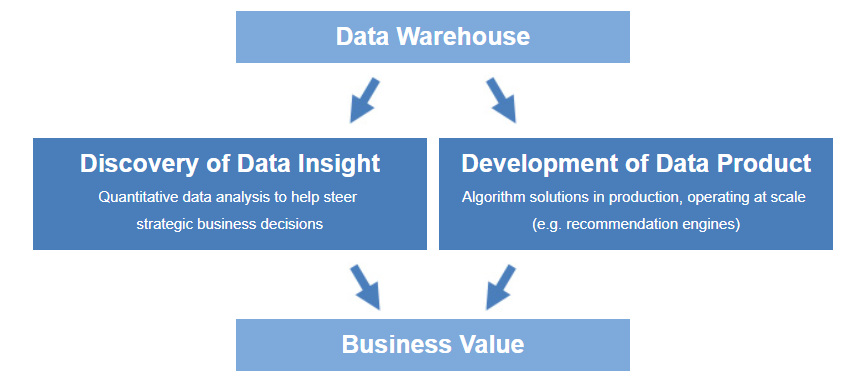 Data Warehouse
Discovery of Data Insight
Quantitative data analysis to help steer
strategic business decisions
Development of Data Product
Algorithm solutions in production, operating at scale
(e.g. recommendation engines)
Business Value